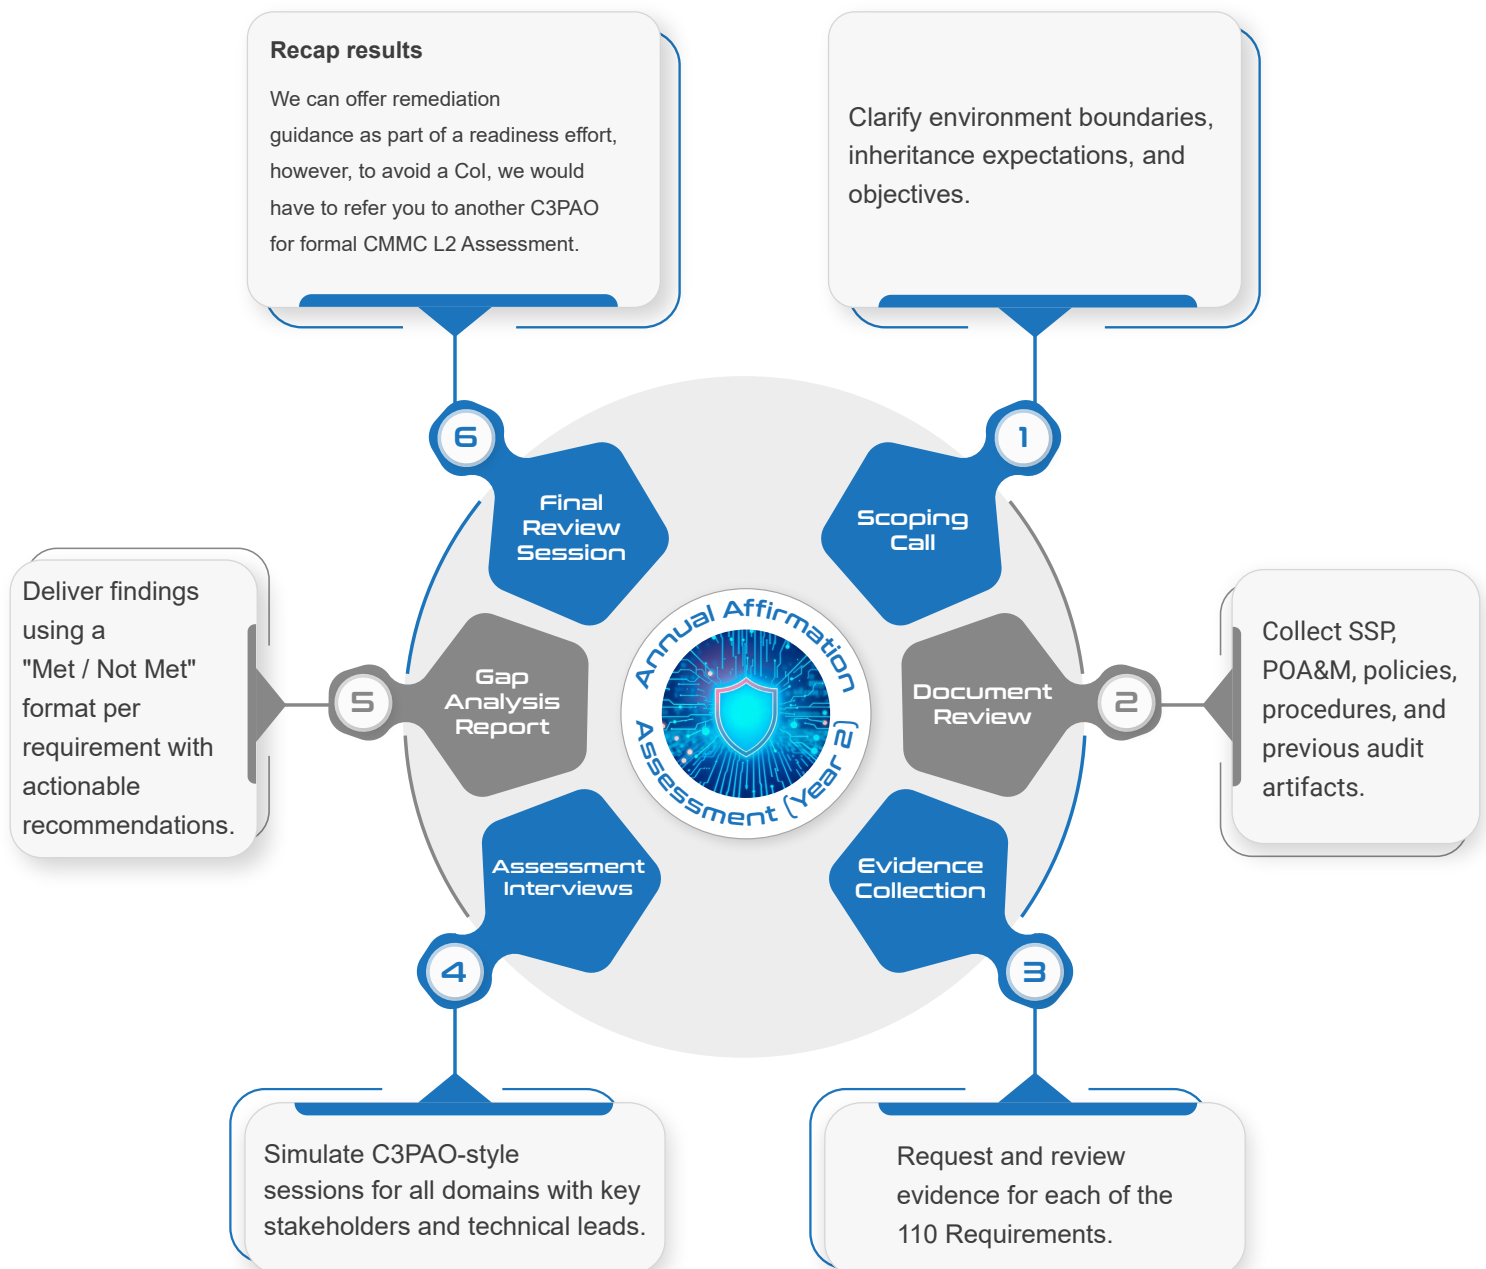 Recap results
We can offer remediation
guidance as part of a readiness effort,
however, to avoid a CoI, we would
have to refer you to another C3PAO
for formal CMMC L2 Assessment.
Clarify environment boundaries,
inheritance expectations, and
objectives.
6
1
Final
Review
Session
Scoping
Call
Deliver findings
using a
"Met / Not Met"
format per
requirement with
actionable
recommendations.
5
Gap
Analysis
Report
Annual Affirmation
Assessment (Year 2)
Document
Review
2
Collect SSP,
POA&M, policies,
procedures, and
previous audit
artifacts.
Assessment
Interviews
Evidence
Collection
4
3
Simulate C3PAO-style
sessions for all domains with key
stakeholders and technical leads.
Request and review
evidence for each of the
110 Requirements.